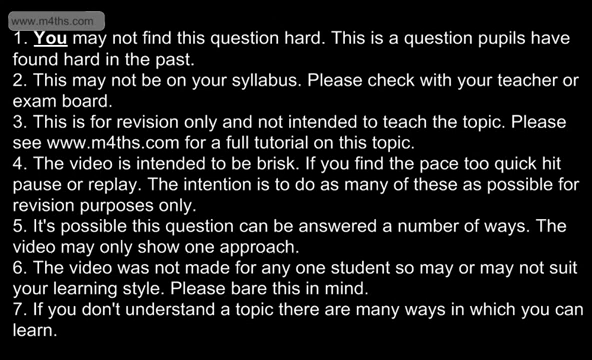 www.m4ths.com
1. You may not find this question hard. This is a question pupils have
found hard in the past.
2. This may not be on your syllabus. Please check with your teacher or
exam board.
3. This is for revision only and not intended to teach the topic. Please
see www.m4ths.com for a full tutorial on this topic.
4. The video is intended to be brisk. If you find the pace too quick hit
pause or replay. The intention is to do as many of these as possible for
revision purposes only.
5. It's possible this question can be answered a number of ways. The
video may only show one approach.
6. The video was not made for any one student so may or may not suit
your learning style. Please bare this in mind.
7. If you don't understand a topic there are many ways in which you can
learn.